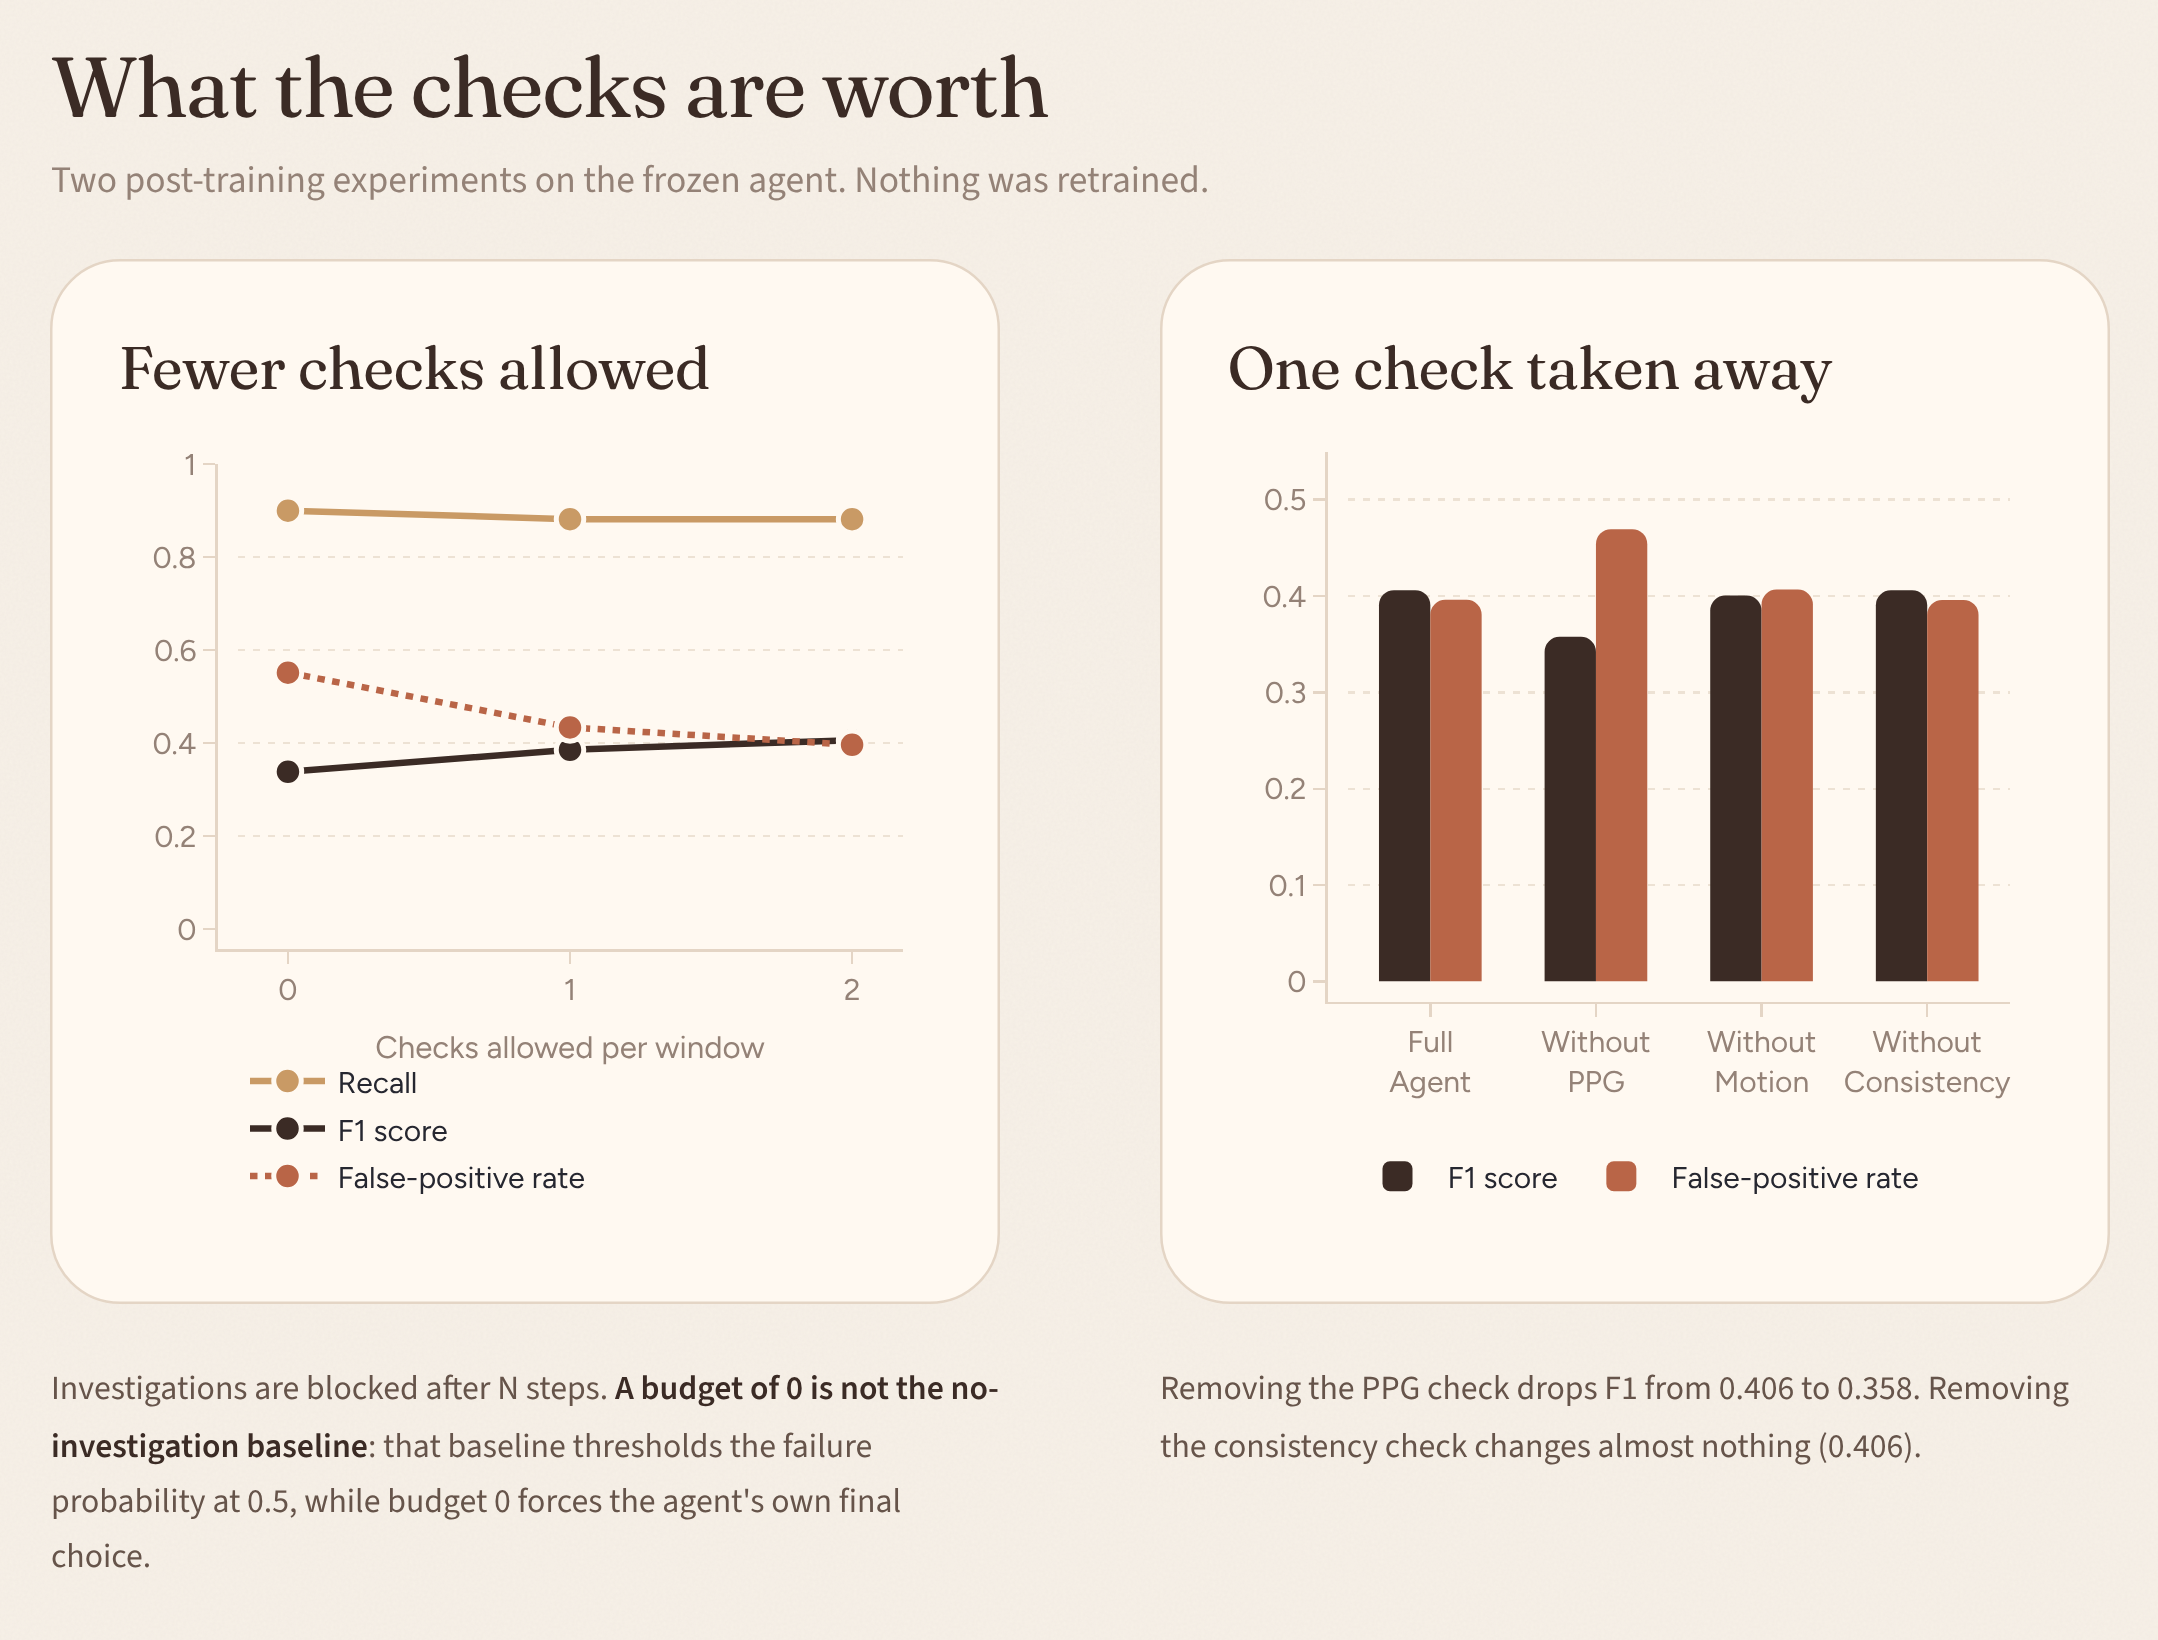 What the checks are worth
Two post-training experiments on the frozen agent. Nothing was retrained.
Fewer checks allowed
1
0.8
0.6
0.4
0.2
0
0
1
2
Checks allowed per window
Recall
F1 score
False-positive rate
Investigations are blocked after N steps. A budget of 0 is not the no-
investigation baseline: that baseline thresholds the failure
probability at 0.5, while budget 0 forces the agent's own final
choice.
One check taken away
0.5
0.4
0.3
0.2
0.1
0
Full
Agent
Without
PPG
Without
Motion
Without
Consistency
F1 score
False-positive rate
Removing the PPG check drops F1 from 0.406 to 0.358. Removing
the consistency check changes almost nothing (0.406).